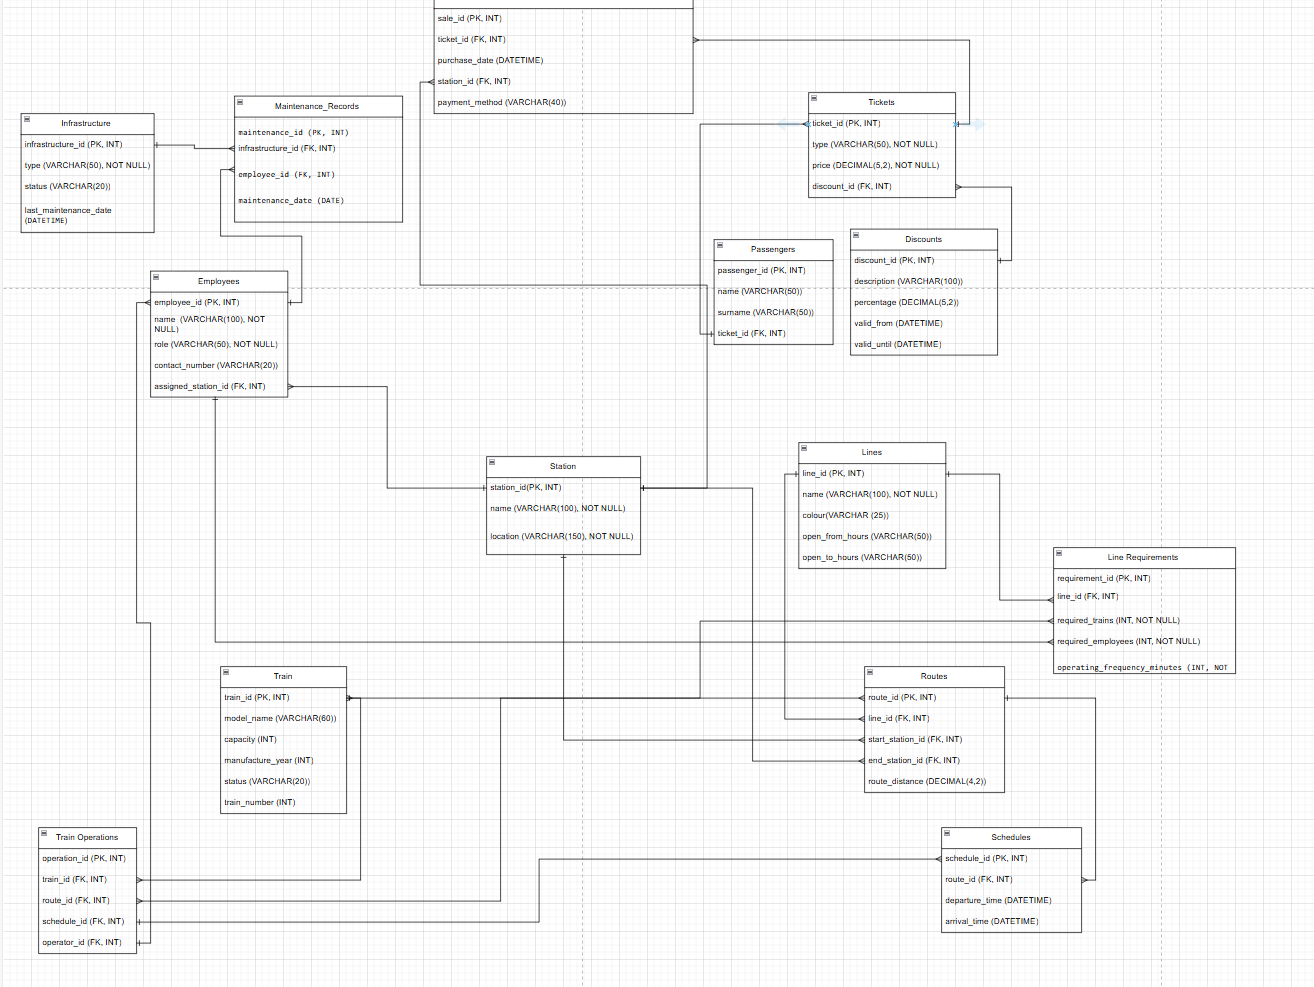 sale_id (PK, INT)
ticket_id (FK, INT)
purchase_date (DATETIME)
station_id (FK, INT)
payment_method (VARCHAR(40))
Maintenance_Records
maintenance_id (PK, INT)
infrastructure_id (FK, INT)
employee_id (FK, INT)
maintenance_date (DATE)
Infrastructure
infrastructure_id (PK, INT)
type (VARCHAR(50), NOT NULL)
status (VARCHAR(20))
last_maintenance_date
(DATETIME)
Tickets
ticket_id (PK, INT)
type (VARCHAR(50), NOT NULL)
price (DECIMAL(5,2), NOT NULL)
discount_id (FK, INT)
Passengers
passenger_id (PK, INT)
name (VARCHAR(50))
surname (VARCHAR(50))
ticket_id (FK, INT)
Discounts
discount_id (PK, INT)
description (VARCHAR(100))
percentage (DECIMAL(5,2))
valid_from (DATETIME)
valid_until (DATETIME)
Employees
employee_id (PK, INT)
name (VARCHAR(100), NOT
NULL)
role (VARCHAR(50), NOT NULL)
contact_number (VARCHAR(20))
assigned_station_id (FK, INT)
Station
station_id(PK, INT)
name (VARCHAR(100), NOT NULL)
location (VARCHAR(150), NOT NULL)
Lines
line_id (PK, INT)
name (VARCHAR(100), NOT NULL)
colour(VARCHAR (25))
open_from_hours (VARCHAR(50))
open_to_hours (VARCHAR(50))
Line Requirements
requirement_id (PK, INT)
line_id (FK, INT)
required_trains (INT, NOT NULL)
required_employees (INT, NOT NULL)
operating_frequency_minutes (INT, NOT
Train
train_id (PK, INT)
model_name (VARCHAR(60))
capacity (INT)
manufacture_year (INT)
status (VARCHAR(20))
train_number (INT)
Routes
route_id (PK, INT)
line_id (FK, INT)
start_station_id (FK, INT)
end_station_id (FK, INT)
route_distance (DECIMAL(4,2))
Train Operations
operation_id (PK, INT)
train_id (FK, INT)
route_id (FK, INT)
schedule_id (FK, INT)
operator_id (FK, INT)
Schedules
schedule_id (PK, INT)
route_id (FK, INT)
departure_time (DATETIME)
arrival_time (DATETIME)